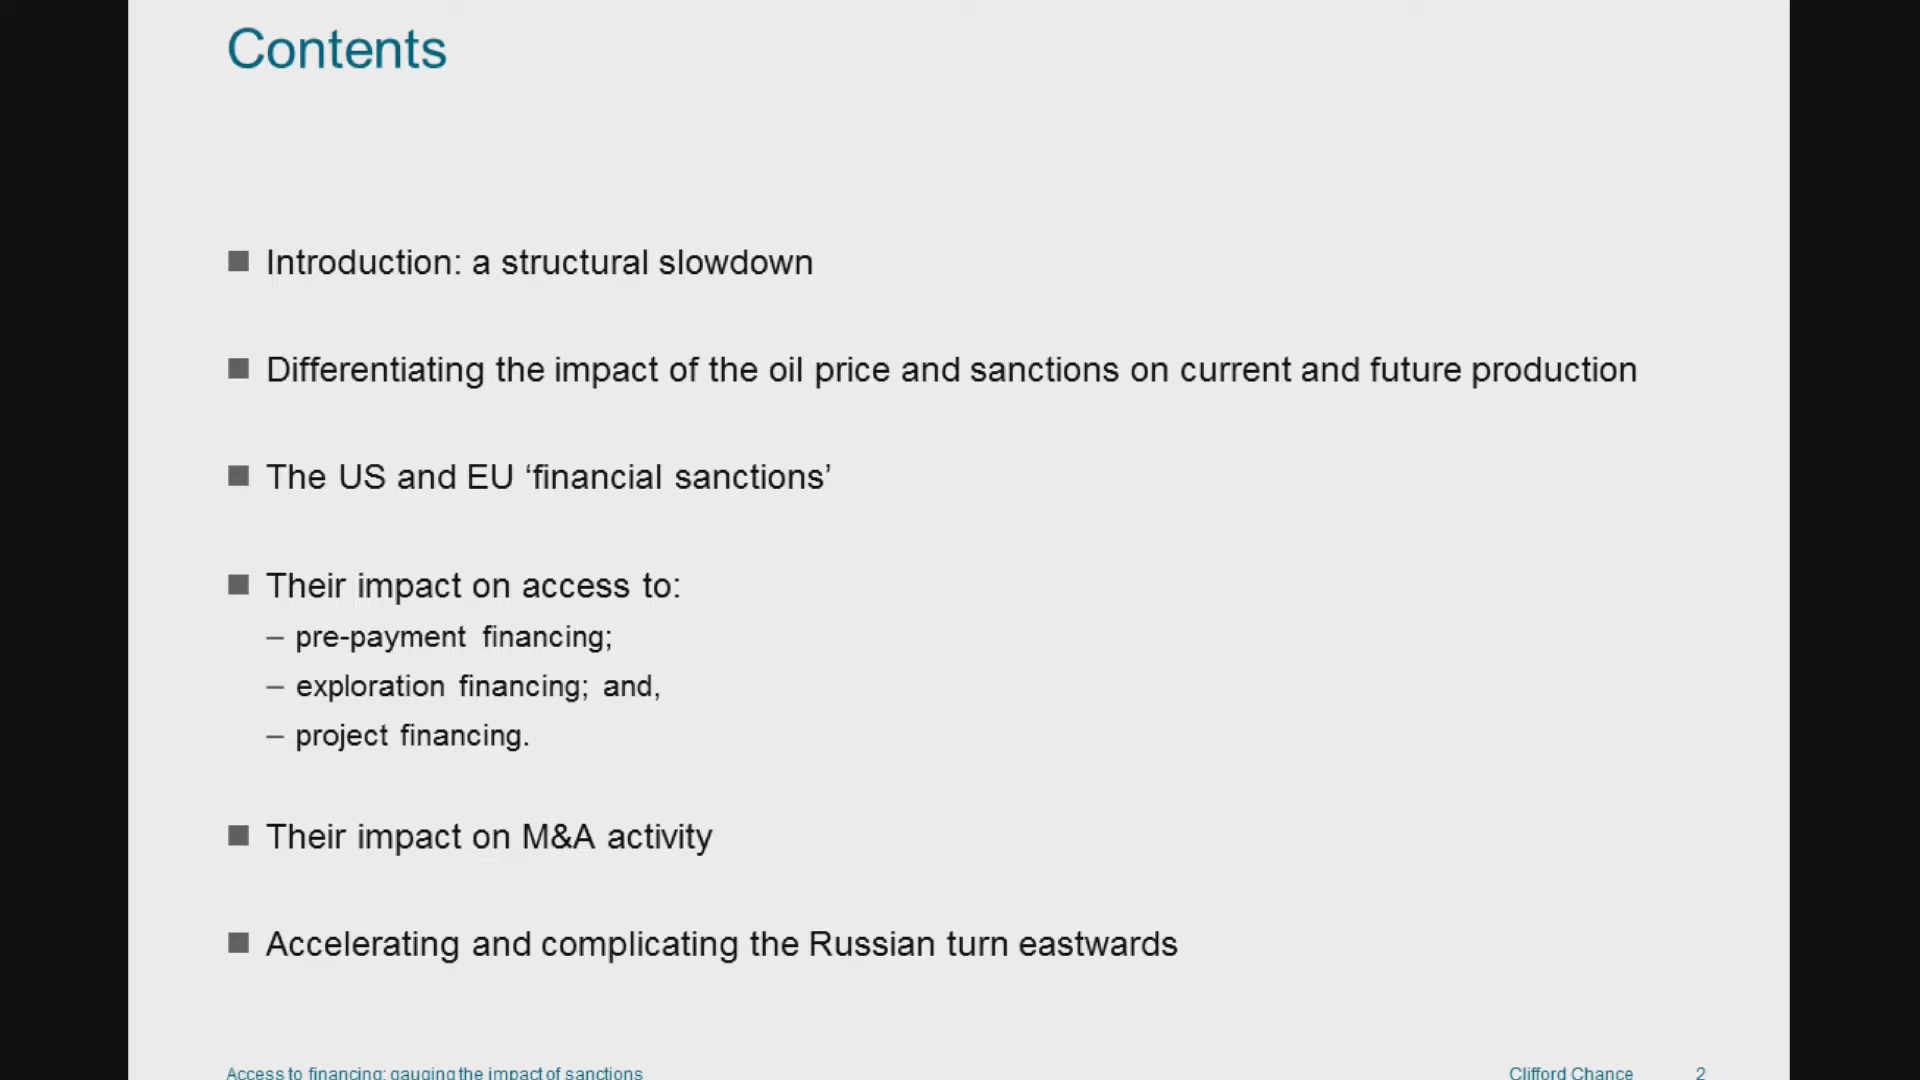 Contents
■ Introduction: a structural slowdown
■ Differentiating the impact of the oil price and sanctions on current and future production
■ The US and EU ‘financial sanctions’
■ Their impact on access to:
– pre-payment financing;
– exploration financing; and,
– project financing.
■ Their impact on M&A activity
■ Accelerating and complicating the Russian turn eastwards
Access to financing: gauging the impact of sanctions
Clifford Chance 2